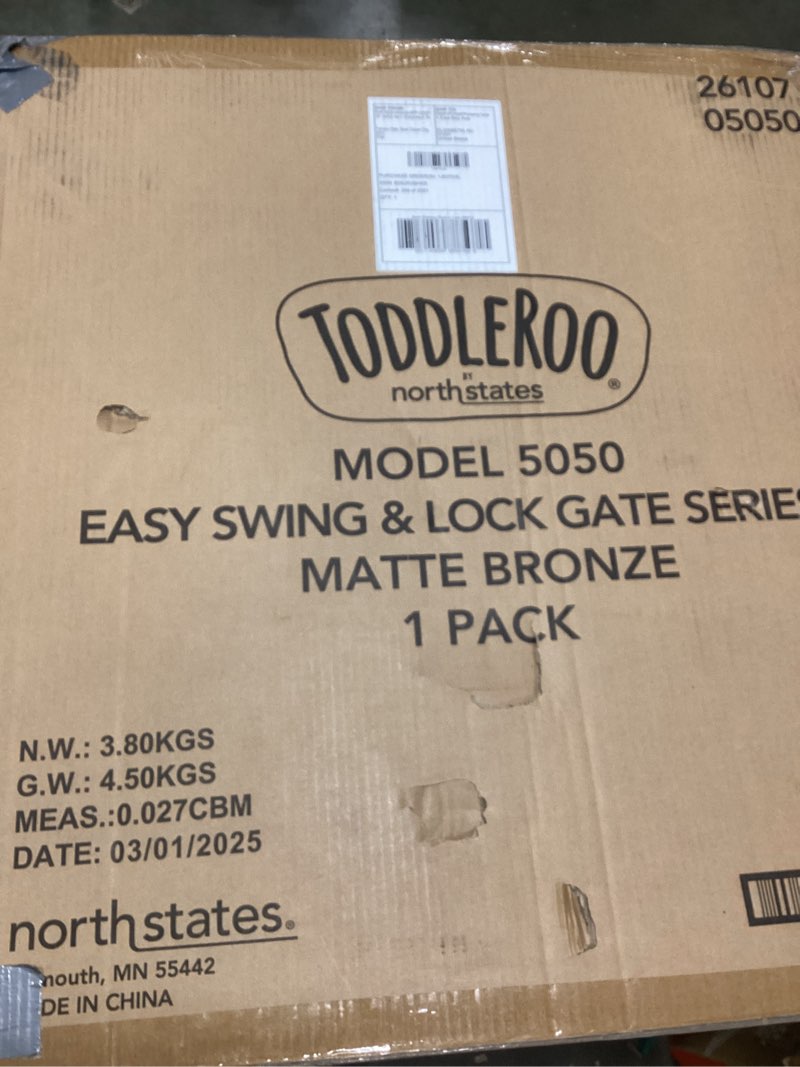 26107
05050
TODDLEROO
BY
northstates
®
MODEL 5050
EASY SWING & LOCK GATE SERIES
MATTE BRONZE
1 PACK
N.W.: 3.80KGS
G.W.: 4.50KGS
MEAS.:0.027CBM
DATE: 03/01/2025
northstates®
mouth, MN 55442
DE IN CHINA